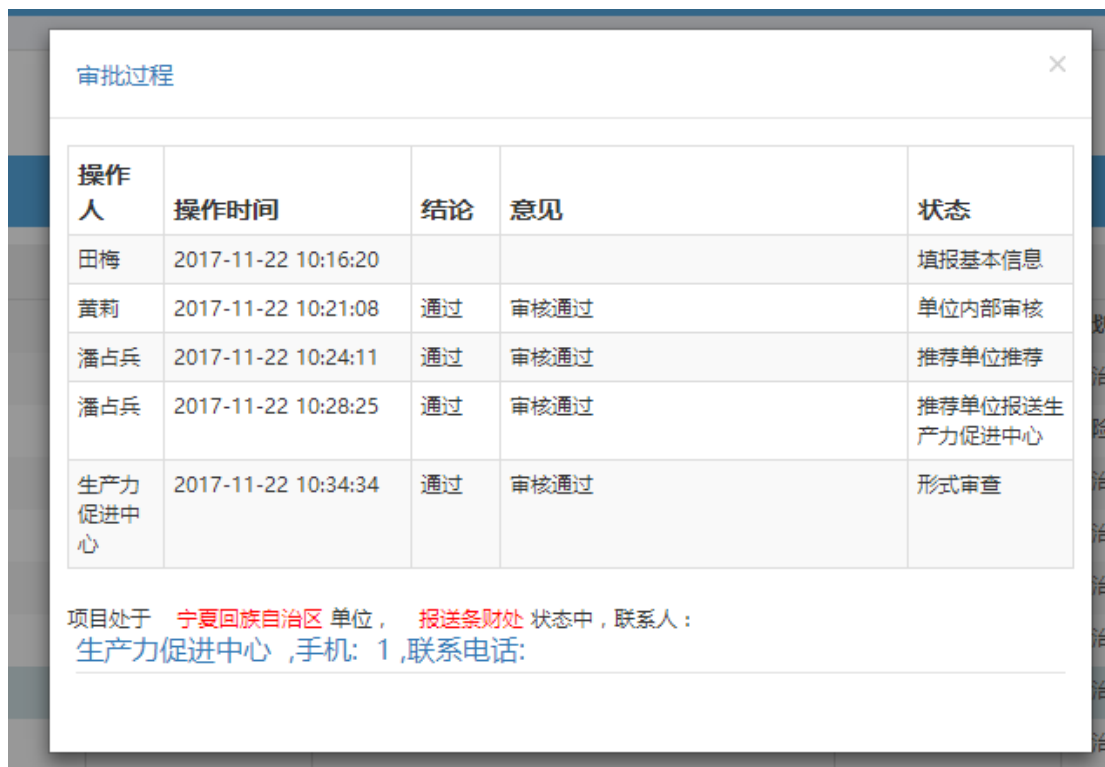 审批过程
×
操作
人 操作时间 结论 意见 状态
田梅 2017-11-22 10:16:20 填报基本信息
黄莉 2017-11-22 10:21:08 通过 审核通过 单位内部审核
潘占兵 2017-11-22 10:24:11 通过 审核通过 推荐单位推荐
潘占兵 2017-11-22 10:28:25 通过 审核通过 推荐单位报送生
产力促进中心
生产力 2017-11-22 10:34:34 通过 审核通过 形式审查
促进中
心
项目处于 宁夏回族自治区 单位， 报送条财处 状态中，联系人：
生产力促进中心 ,手机: 1 ,联系电话: